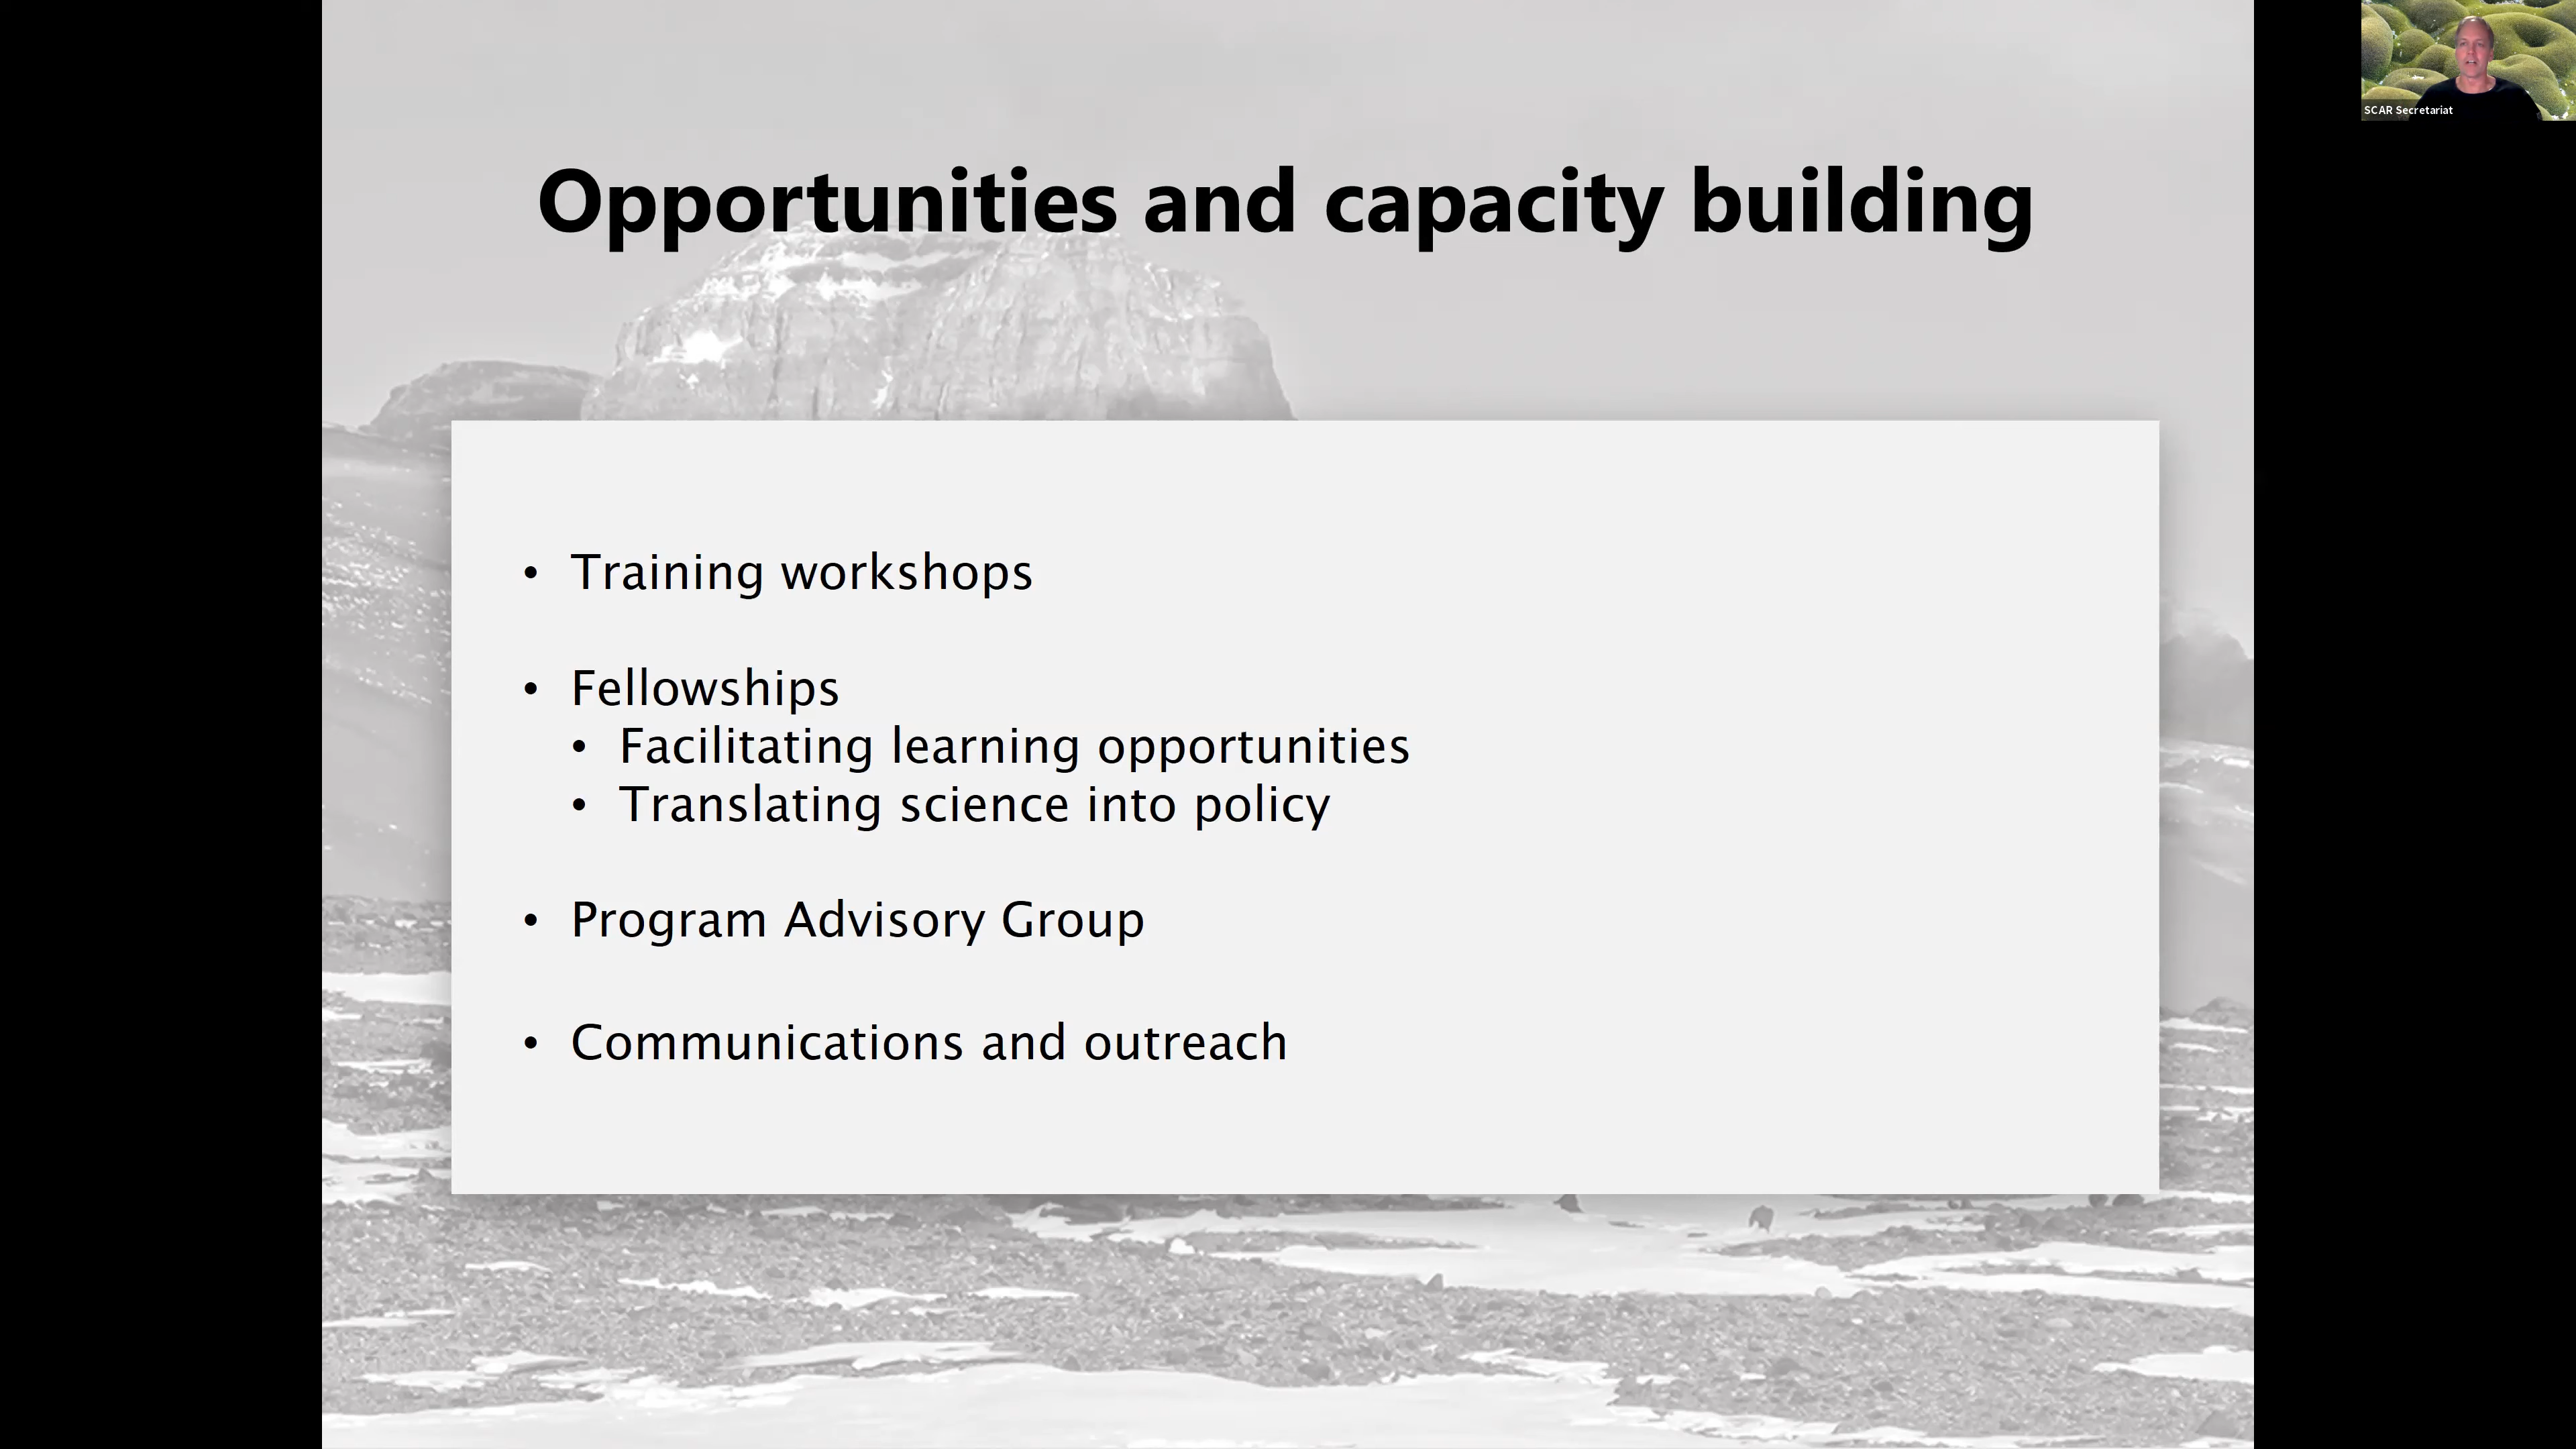 SCAR Secretariat
Opportunities and capacity building
• Training workshops
• Fellowships
• Facilitating learning opportunities
• Translating science into policy
• Program Advisory Group
• Communications and outreach